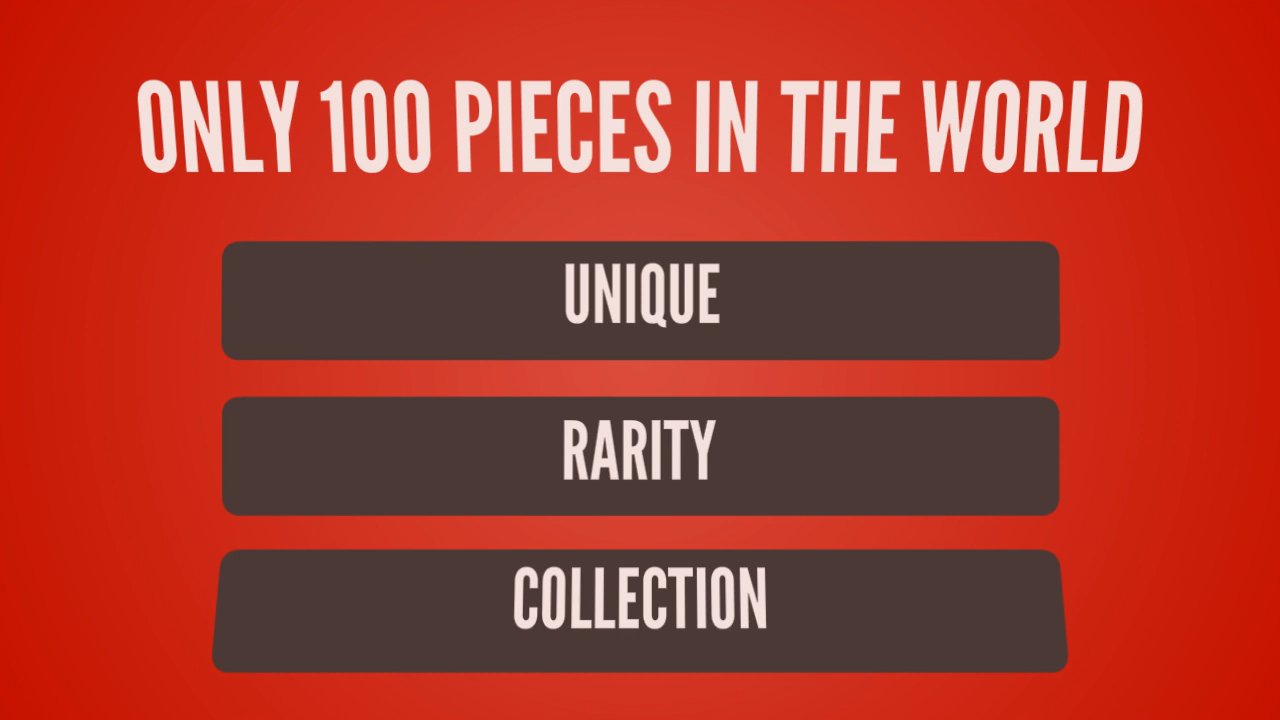 ONLY 100 PIECES IN THE WORLD
UNIQUE
RARITY
COLLECTION